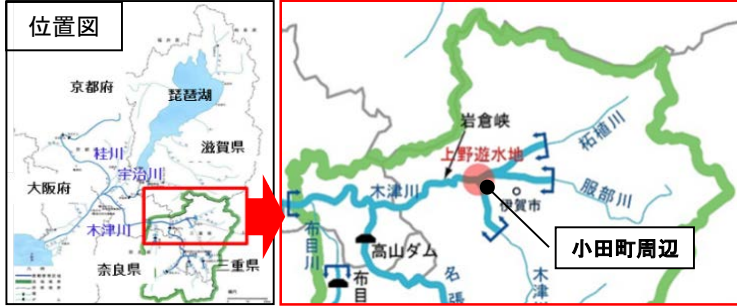 位置図
京都府
琵琶湖
滋賀県
桂川
宇治川
大阪府
木津川
奈良県
三重県
岩倉峡
上野遊水地
柘植川
木津川
服部川
伊賀市
布目川
高山ダム
小田町周辺
布目
名張
木津